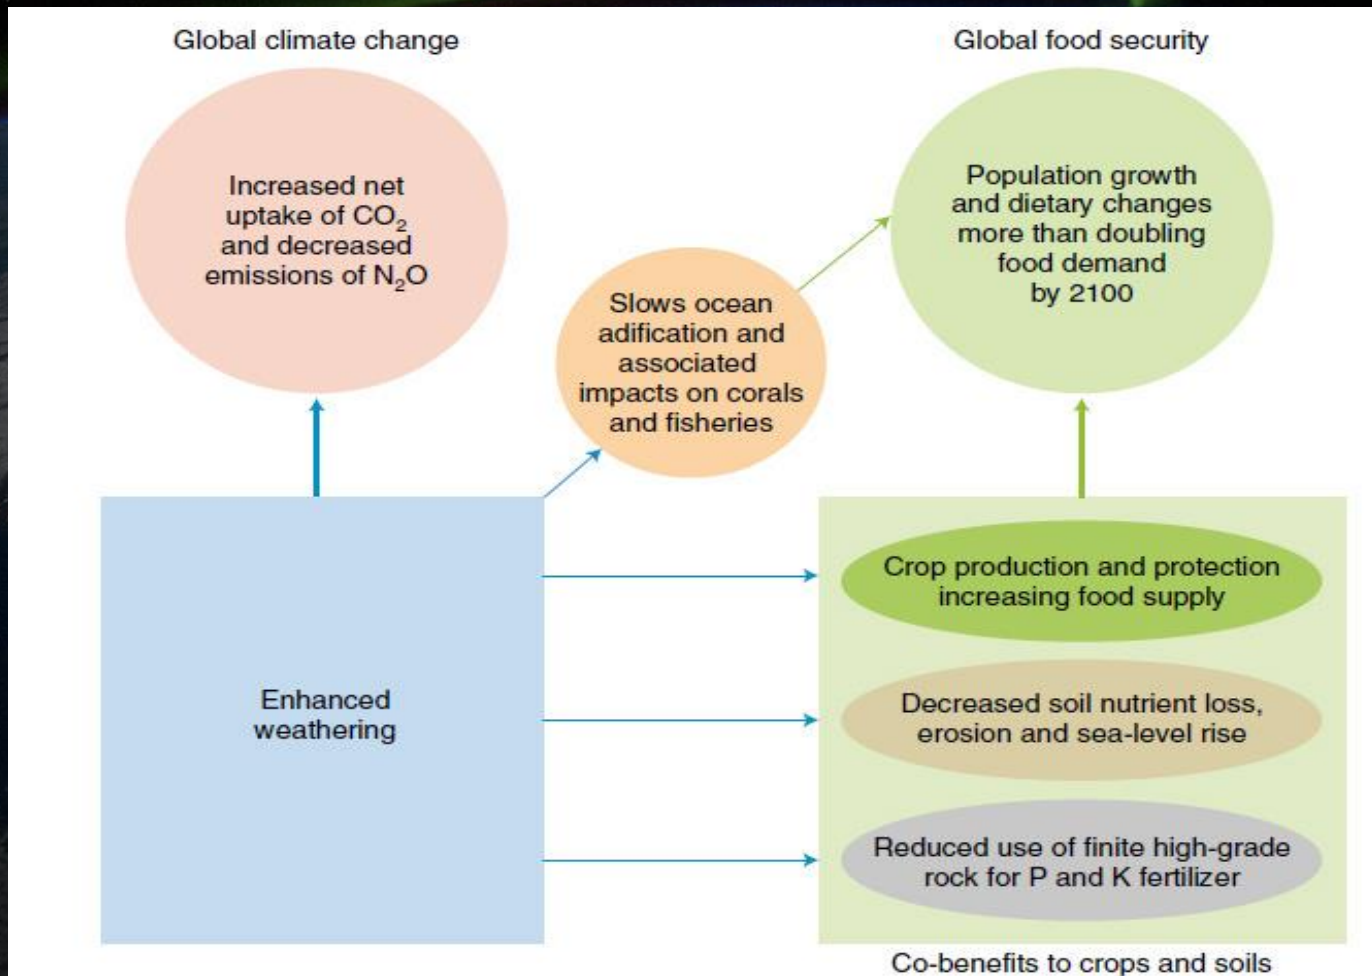 Global climate change
Global food security
Increased net
uptake of CO₂
and decreased
emissions of N₂O
Population growth
and dietary changes
more than doubling
food demand
by 2100
Slows ocean
adification and
associated
impacts on corals
and fisheries
Enhanced
weathering
Crop production and protection
increasing food supply
Decreased soil nutrient loss,
erosion and sea-level rise
Reduced use of finite high-grade
rock for P and K fertilizer
Co-benefits to crops and soils